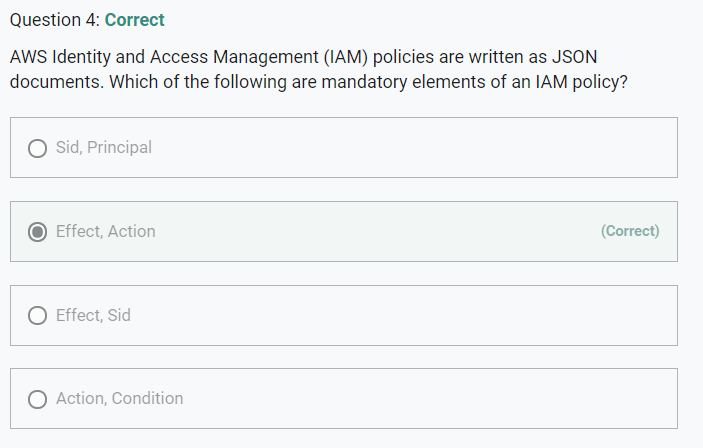 Question 4: Correct
AWS Identity and Access Management (IAM) policies are written as JSON
documents. Which of the following are mandatory elements of an IAM policy?
Sid, Principal
Effect, Action (Correct)
Effect, Sid
Action, Condition